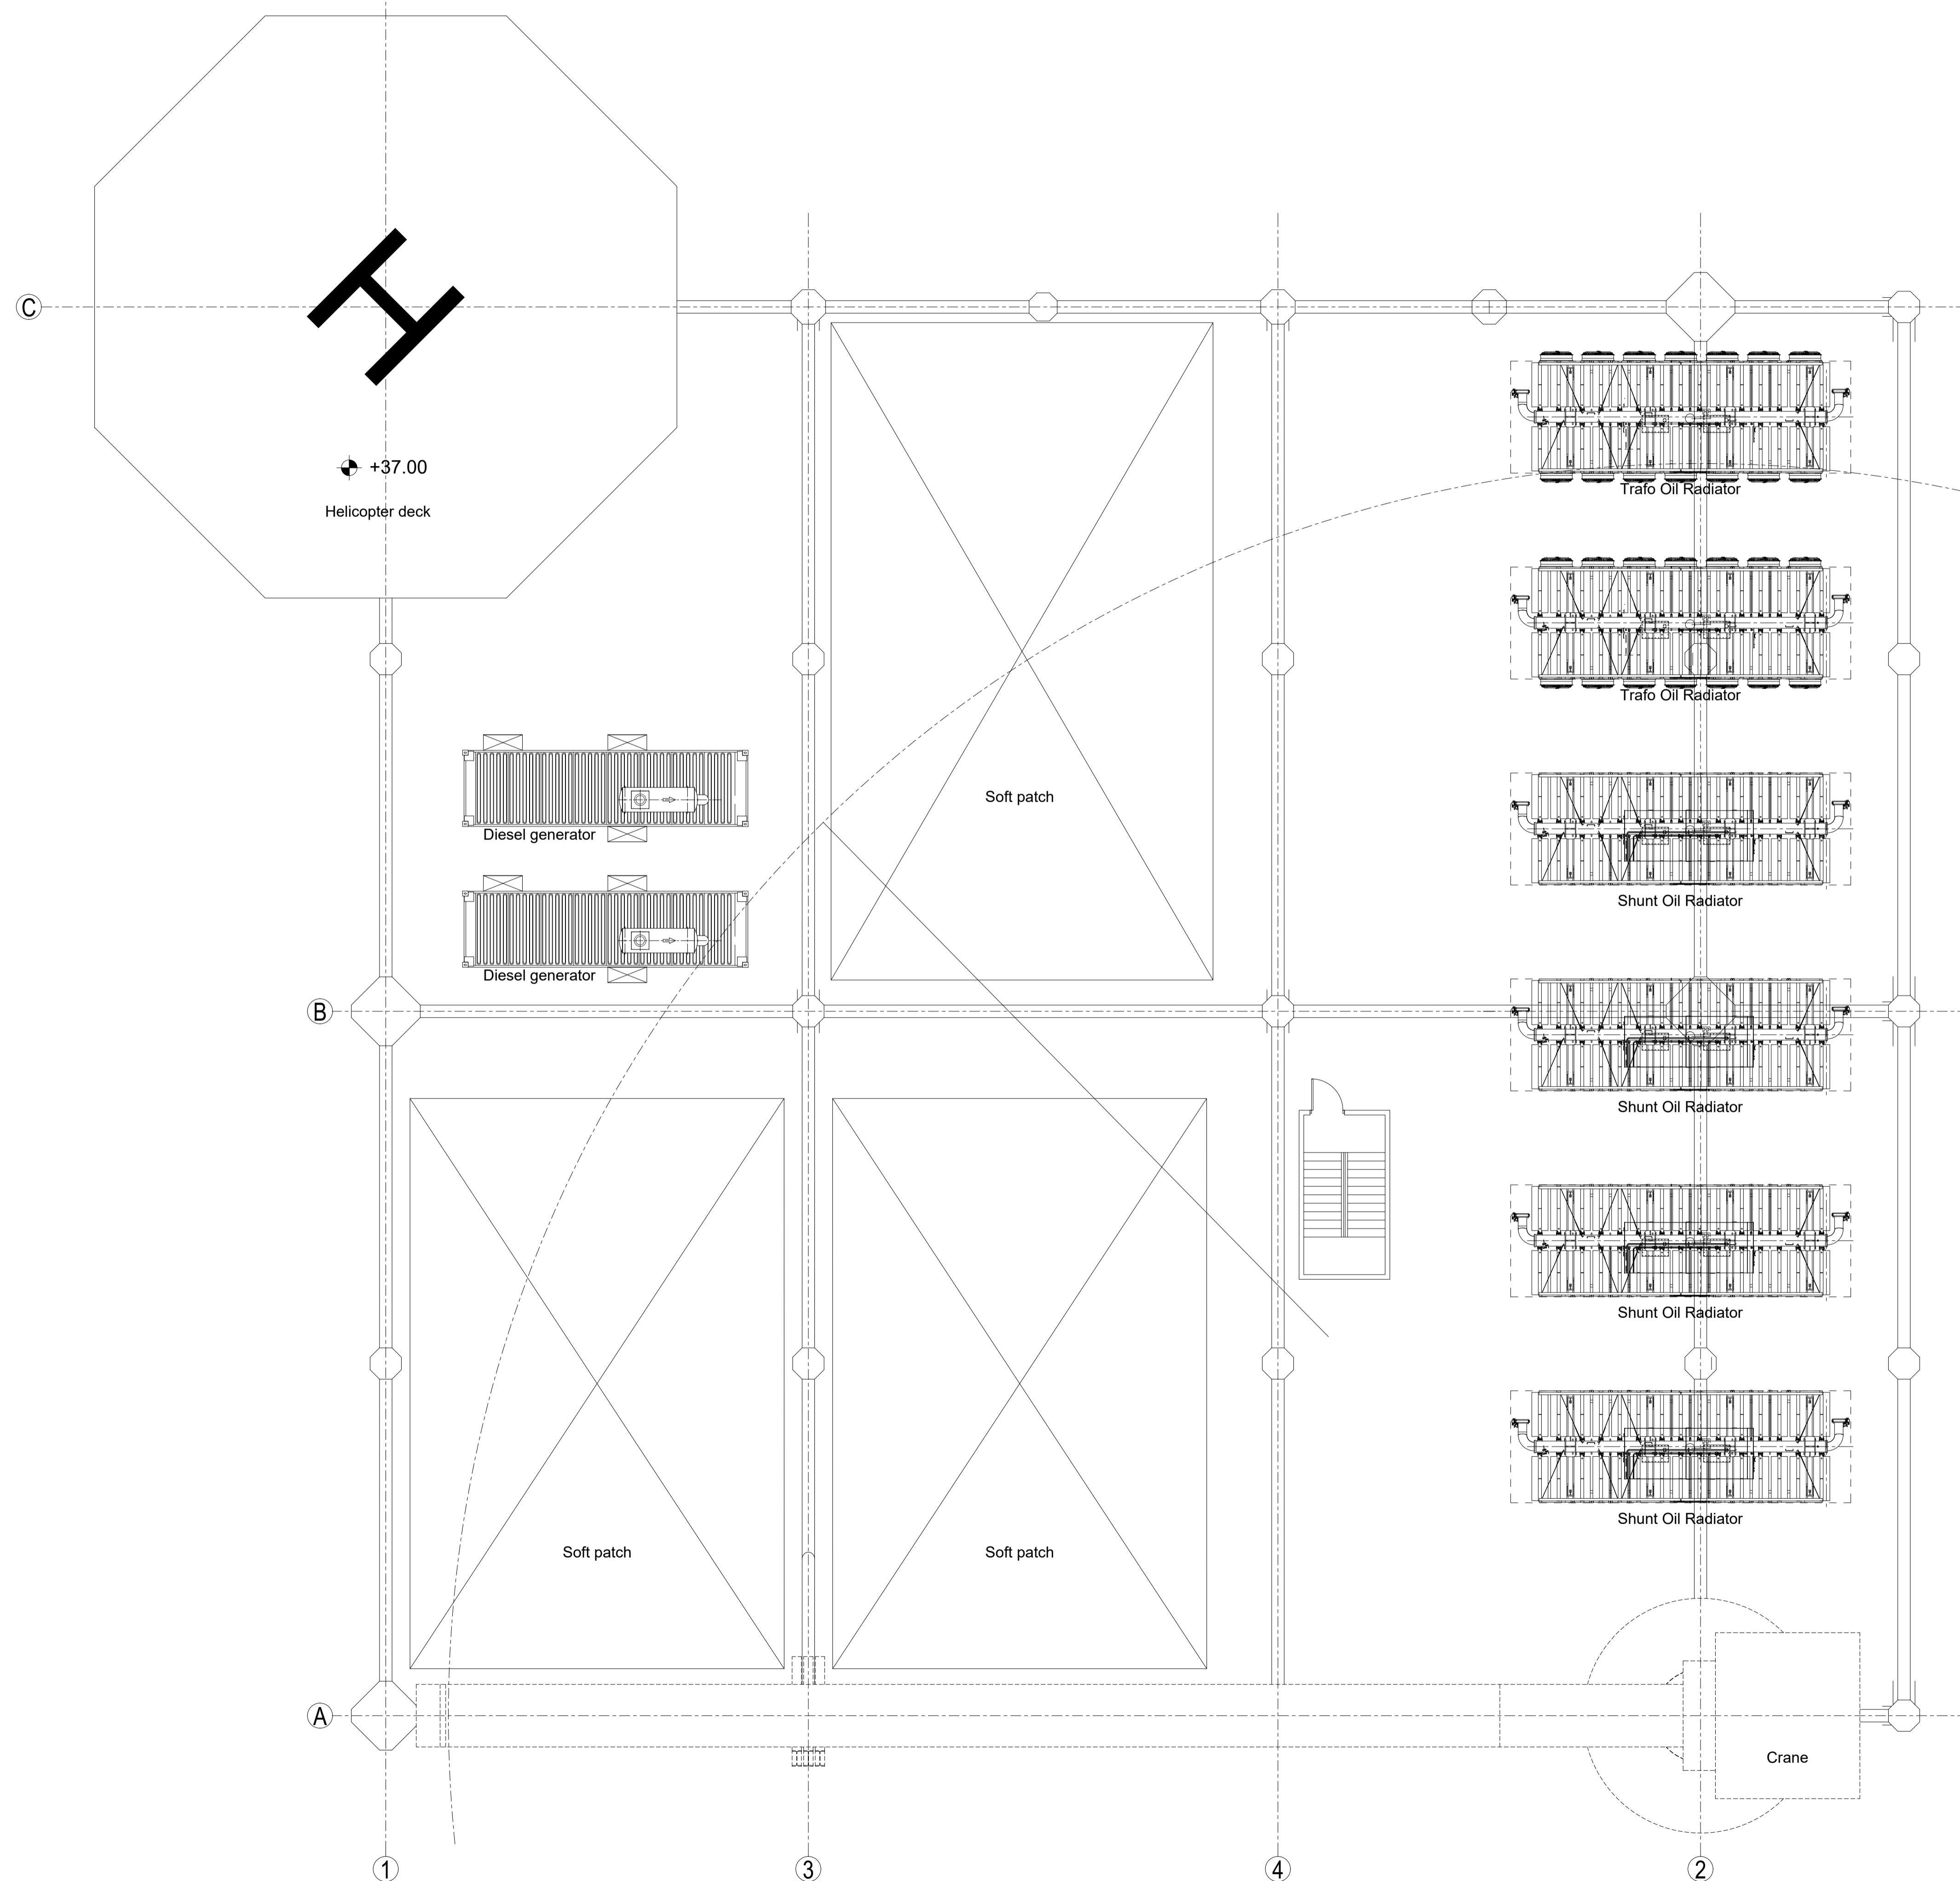 C
H
+37.00
Helicopter deck
Trafo Oil Radiator
Trafo Oil Radiator
Soft patch
Diesel generator
Shunt Oil Radiator
Diesel generator
B
Shunt Oil Radiator
Shunt Oil Radiator
Shunt Oil Radiator
Soft patch
Soft patch
A
Crane
1
3
4
2